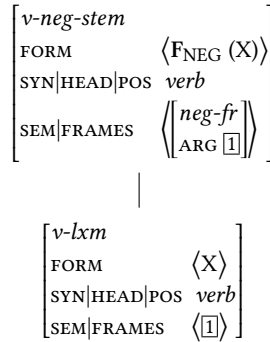 v-neg-stem
FORM ⟨F_NEG (X)⟩
SYN|HEAD|POS verb
SEM|FRAMES ⟨[neg-fr
ARG [1]]⟩
v-lxm
FORM ⟨X⟩
SYN|HEAD|POS verb
SEM|FRAMES ⟨[1]⟩